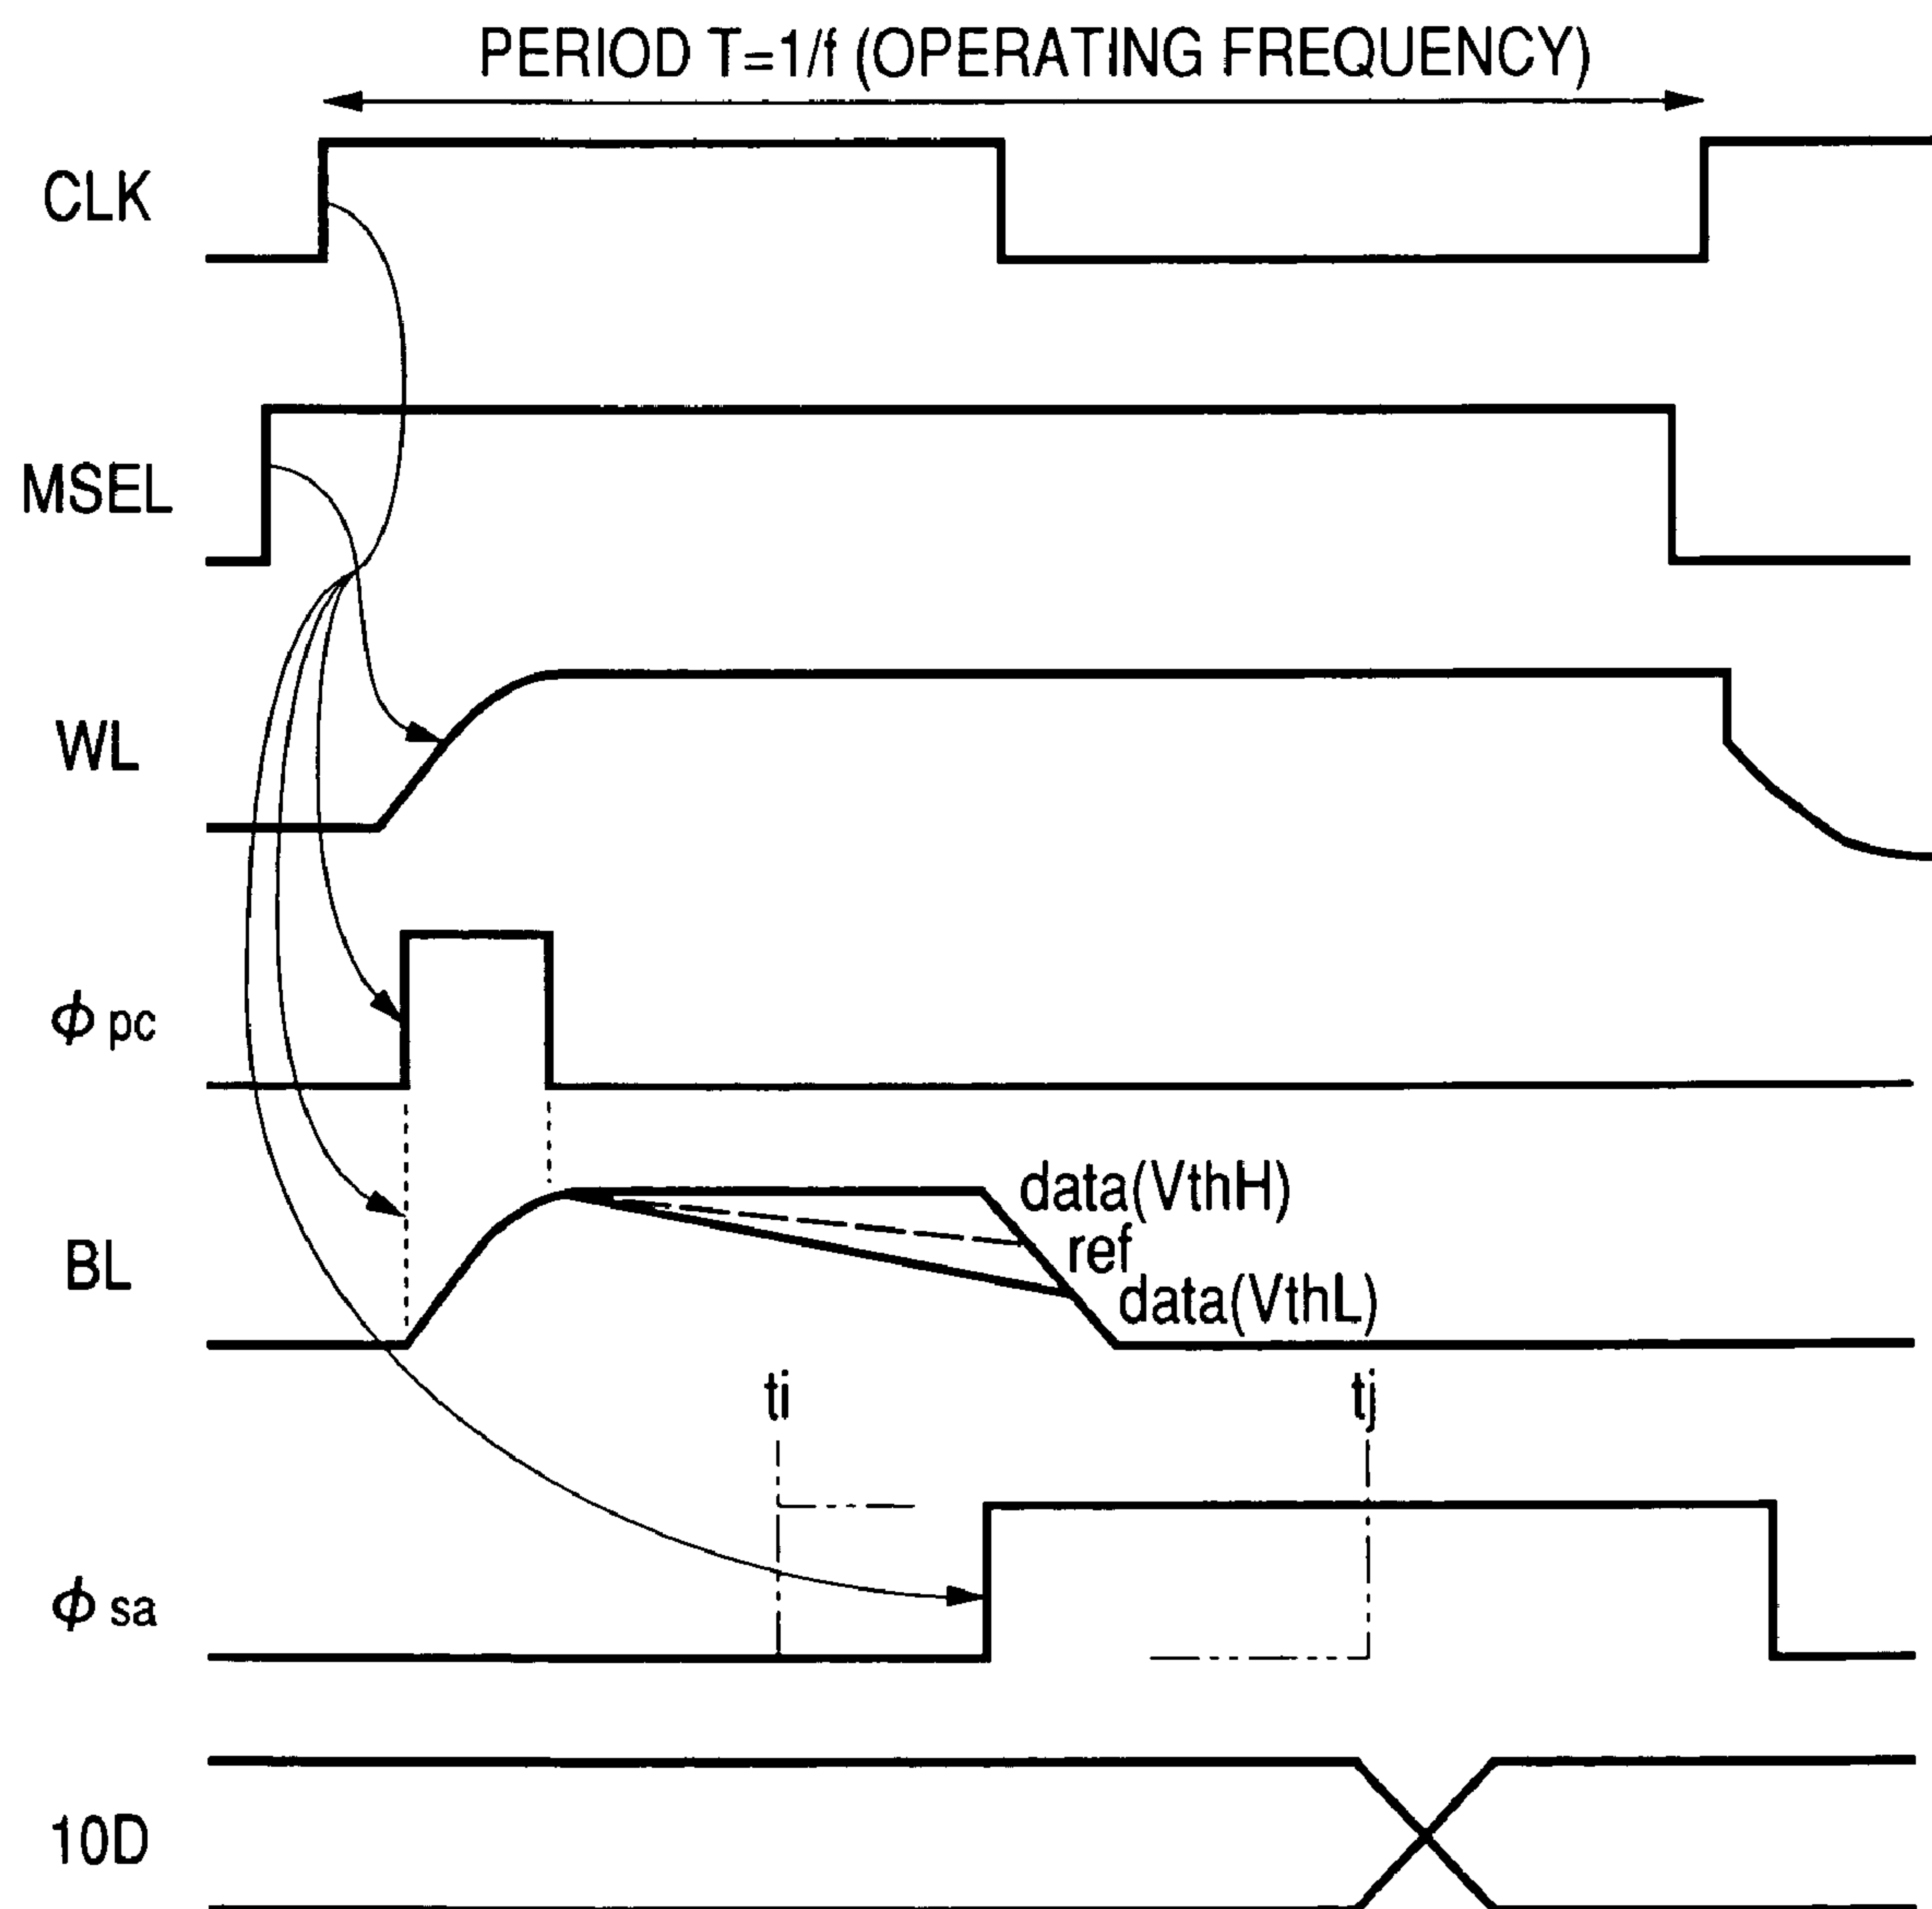 PERIOD T=1/f (OPERATING FREQUENCY)
CLK
MSEL
WL
ϕ pc
data(VthH)
ref
BL
data(VthL)
ti
tj
ϕ sa
10D